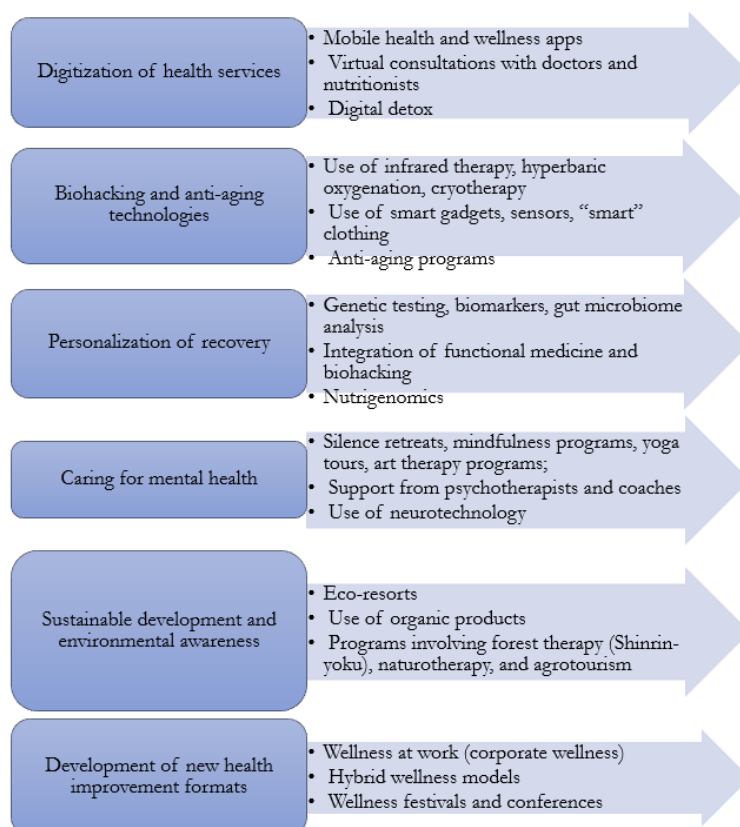 Digitization of health services
• Mobile health and wellness apps
• Virtual consultations with doctors and
nutritionists
• Digital detox
Biohacking and anti-aging
technologies
• Use of infrared therapy, hyperbaric
oxygenation, cryotherapy
• Use of smart gadgets, sensors, “smart”
clothing
• Anti-aging programs
Personalization of recovery
• Genetic testing, biomarkers, gut microbiome
analysis
• Integration of functional medicine and
biohacking
• Nutrigenomics
Caring for mental health
• Silence retreats, mindfulness programs, yoga
tours, art therapy programs;
• Support from psychotherapists and coaches
• Use of neurotechnology
Sustainable development and
environmental awareness
• Eco-resorts
• Use of organic products
• Programs involving forest therapy (Shinrin-
yoku), naturotherapy, and agrotourism
Development of new health
improvement formats
• Wellness at work (corporate wellness)
• Hybrid wellness models
• Wellness festivals and conferences